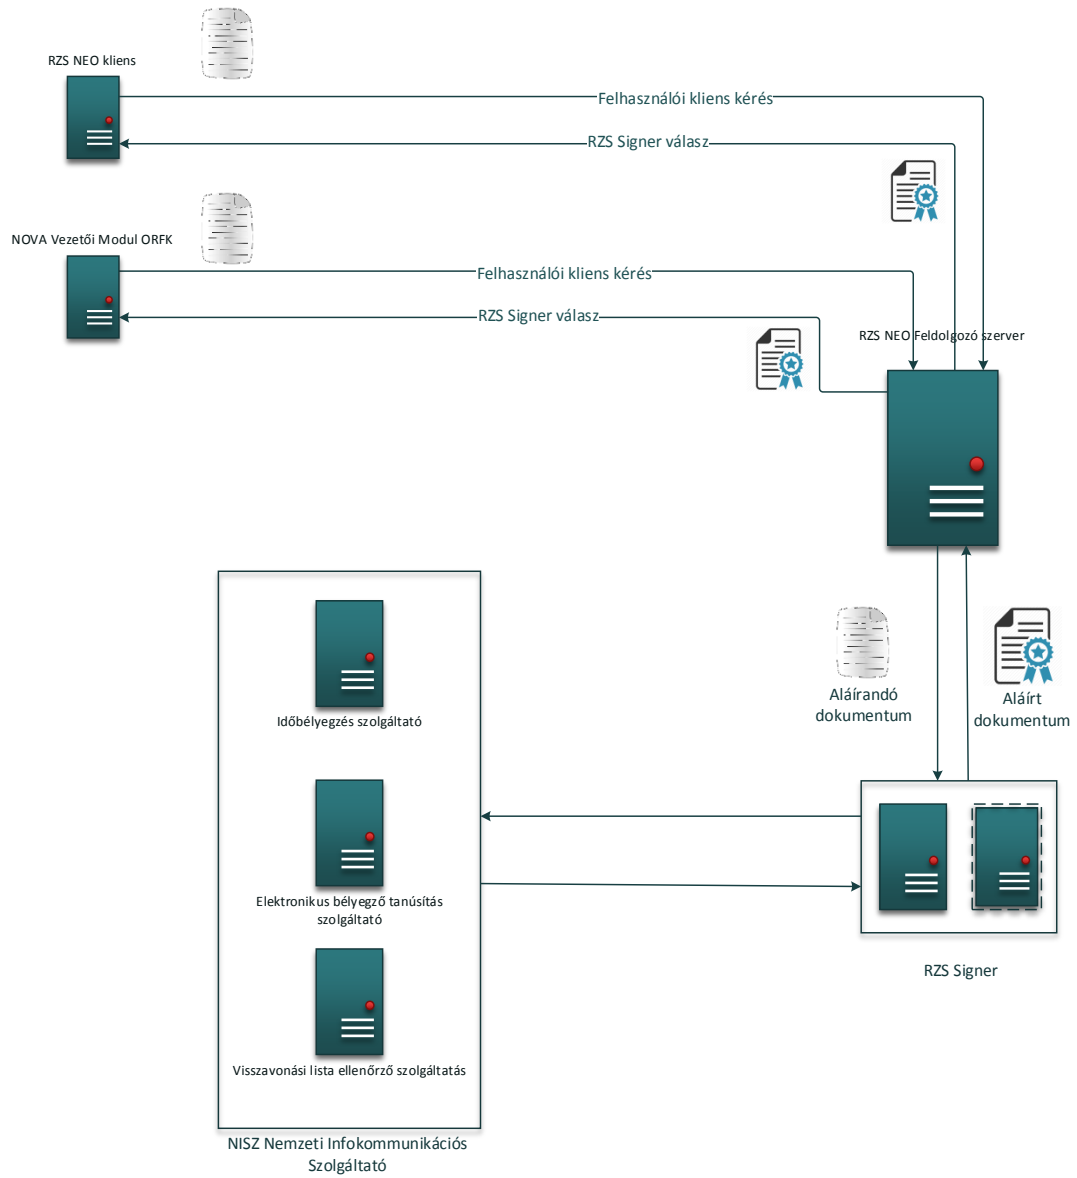 RZS NEO kliens
Felhasználói kliens kérés
RZS Signer válasz
NOVA Vezetői Modul ORFK
Felhasználói kliens kérés
RZS Signer válasz
RZS NEO Feldolgozó szerver
Aláírandó
dokumentum
Aláírt
dokumentum
Időbélyegzés szolgáltató
Elektronikus bélyegző tanúsítás
szolgáltató
Visszavonási lista ellenőrző szolgáltatás
RZS Signer
NISZ Nemzeti Infokommunikációs
Szolgáltató